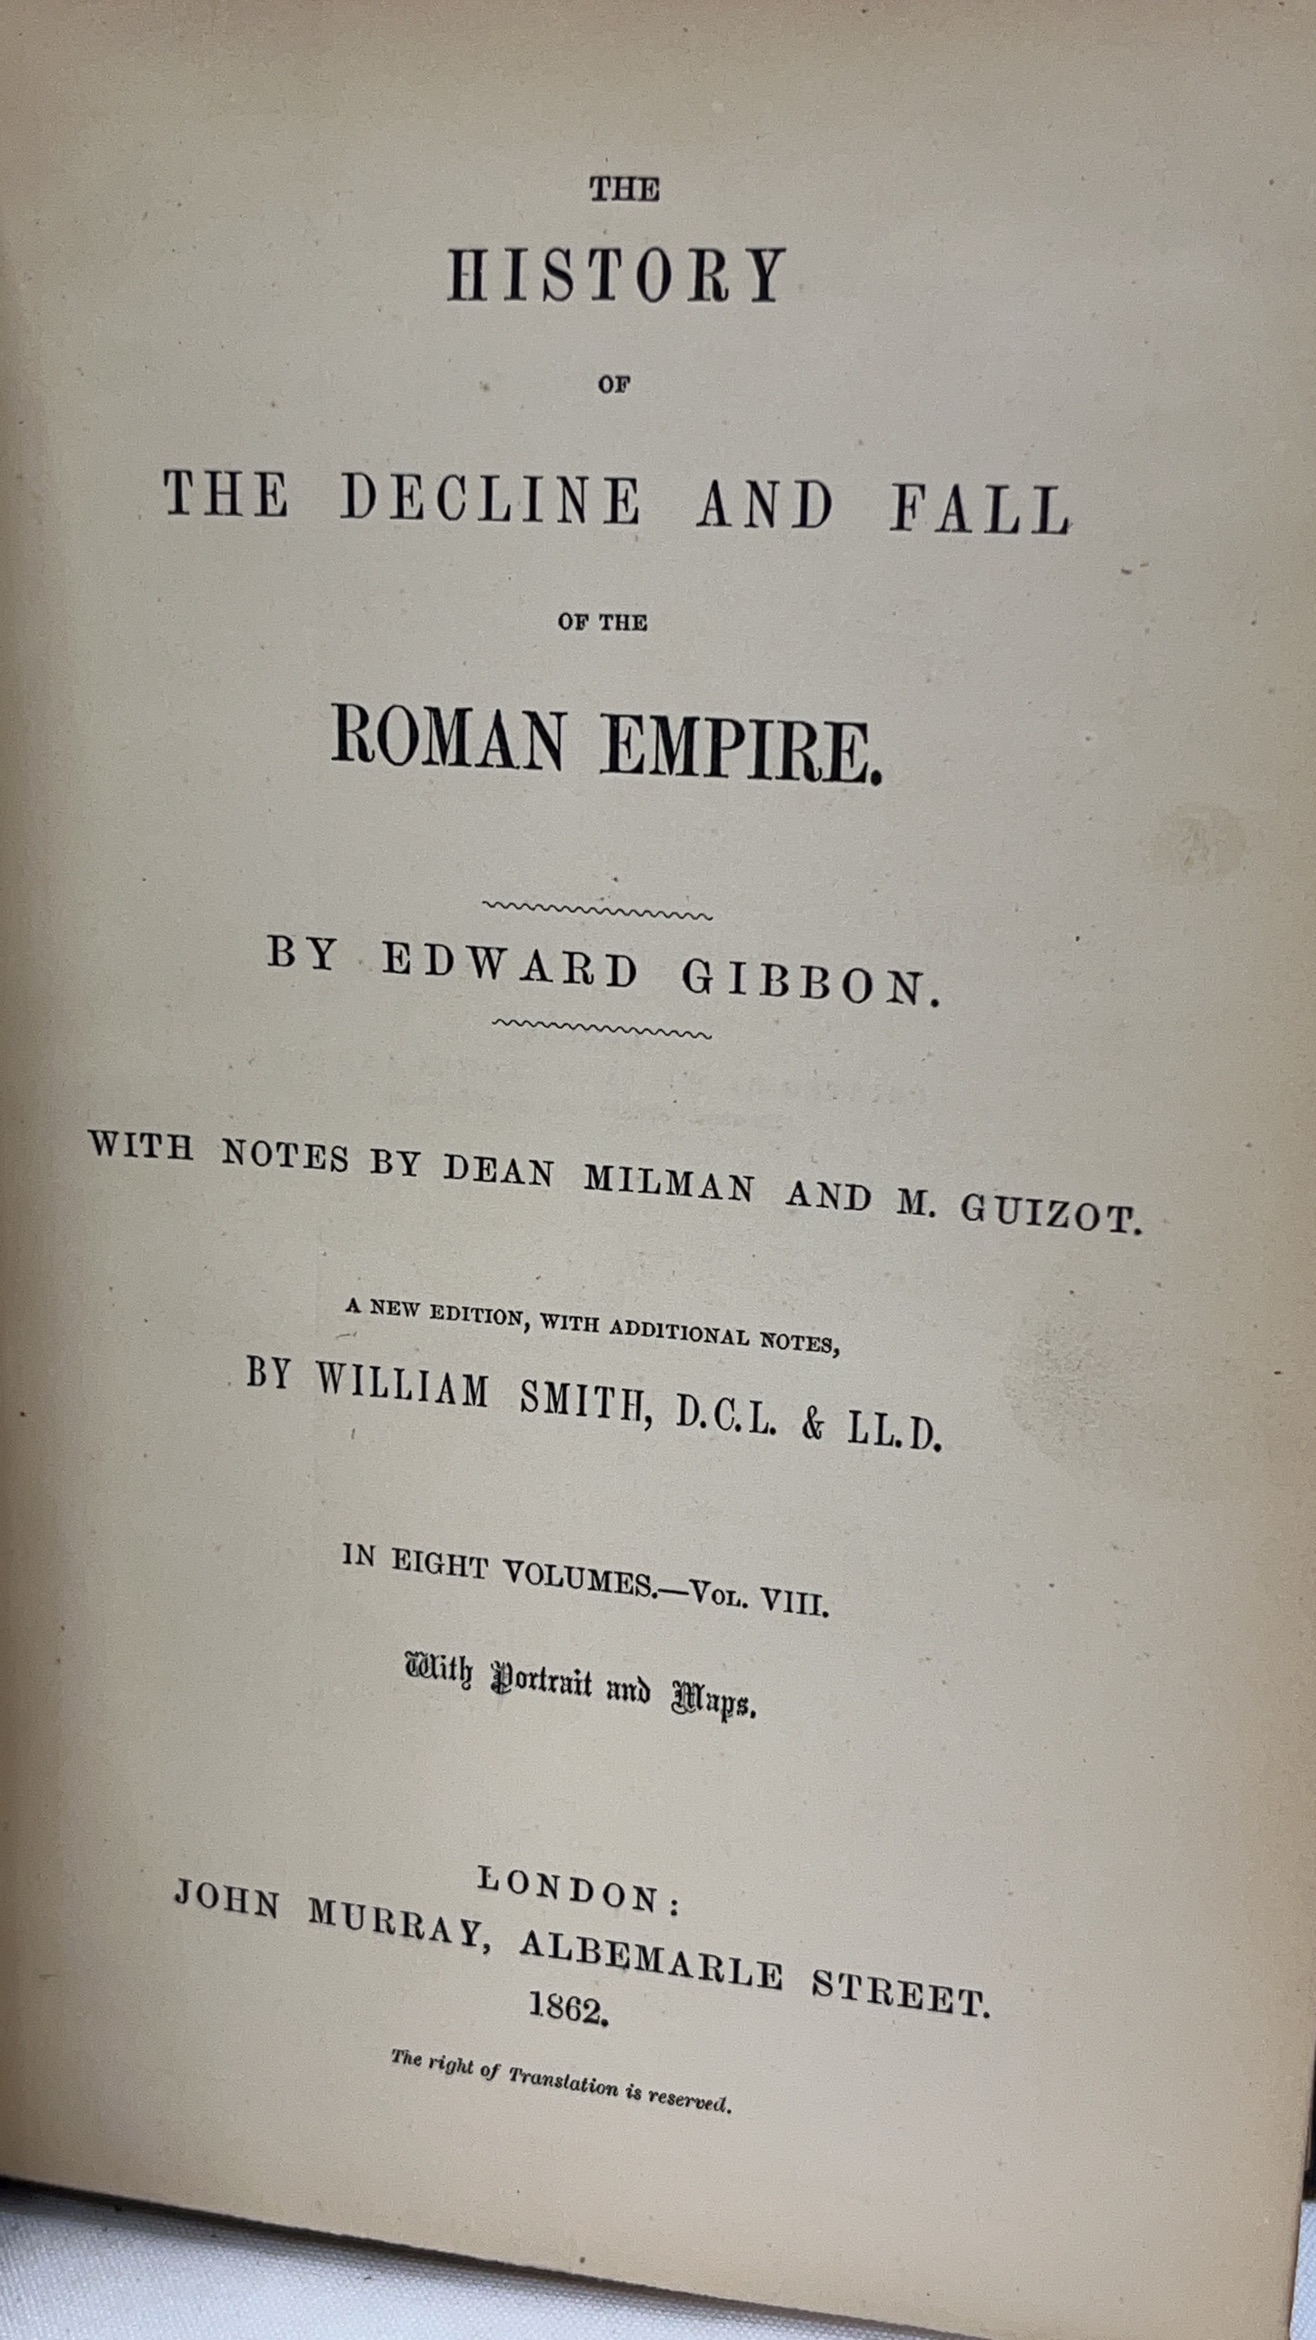 THE
HISTORY
OF
THE DECLINE AND FALL
OF THE
ROMAN EMPIRE.
BY EDWARD GIBBON.
WITH NOTES BY DEAN MILMAN AND M. GUIZOT.
A NEW EDITION, WITH ADDITIONAL NOTES,
BY WILLIAM SMITH, D.C.L. & LL.D.
IN EIGHT VOLUMES.—VOL. VIII.
With Portrait and Maps.
LONDON:
JOHN MURRAY, ALBEMARLE STREET.
1862.
The right of Translation is reserved.